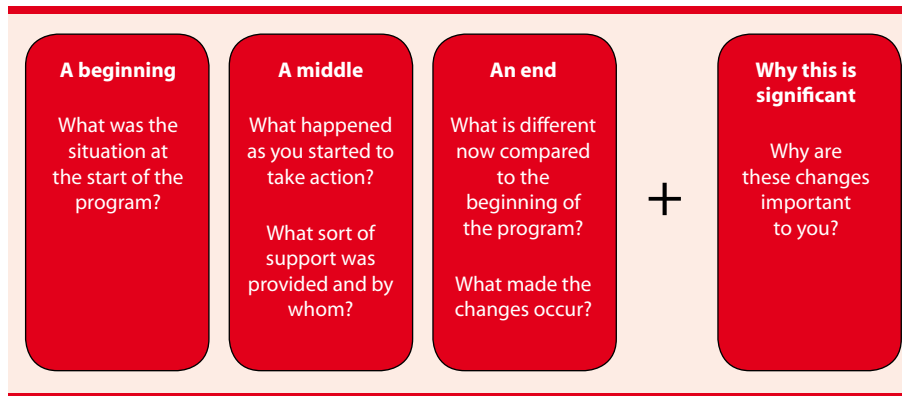 A beginning
What was the
situation at
the start of the
program?
A middle
What happened
as you started to
take action?
What sort of
support was
provided and by
whom?
An end
What is different
now compared
to the
beginning of
the program?
What made the
changes occur?
+
Why this is
significant
Why are
these changes
important
to you?